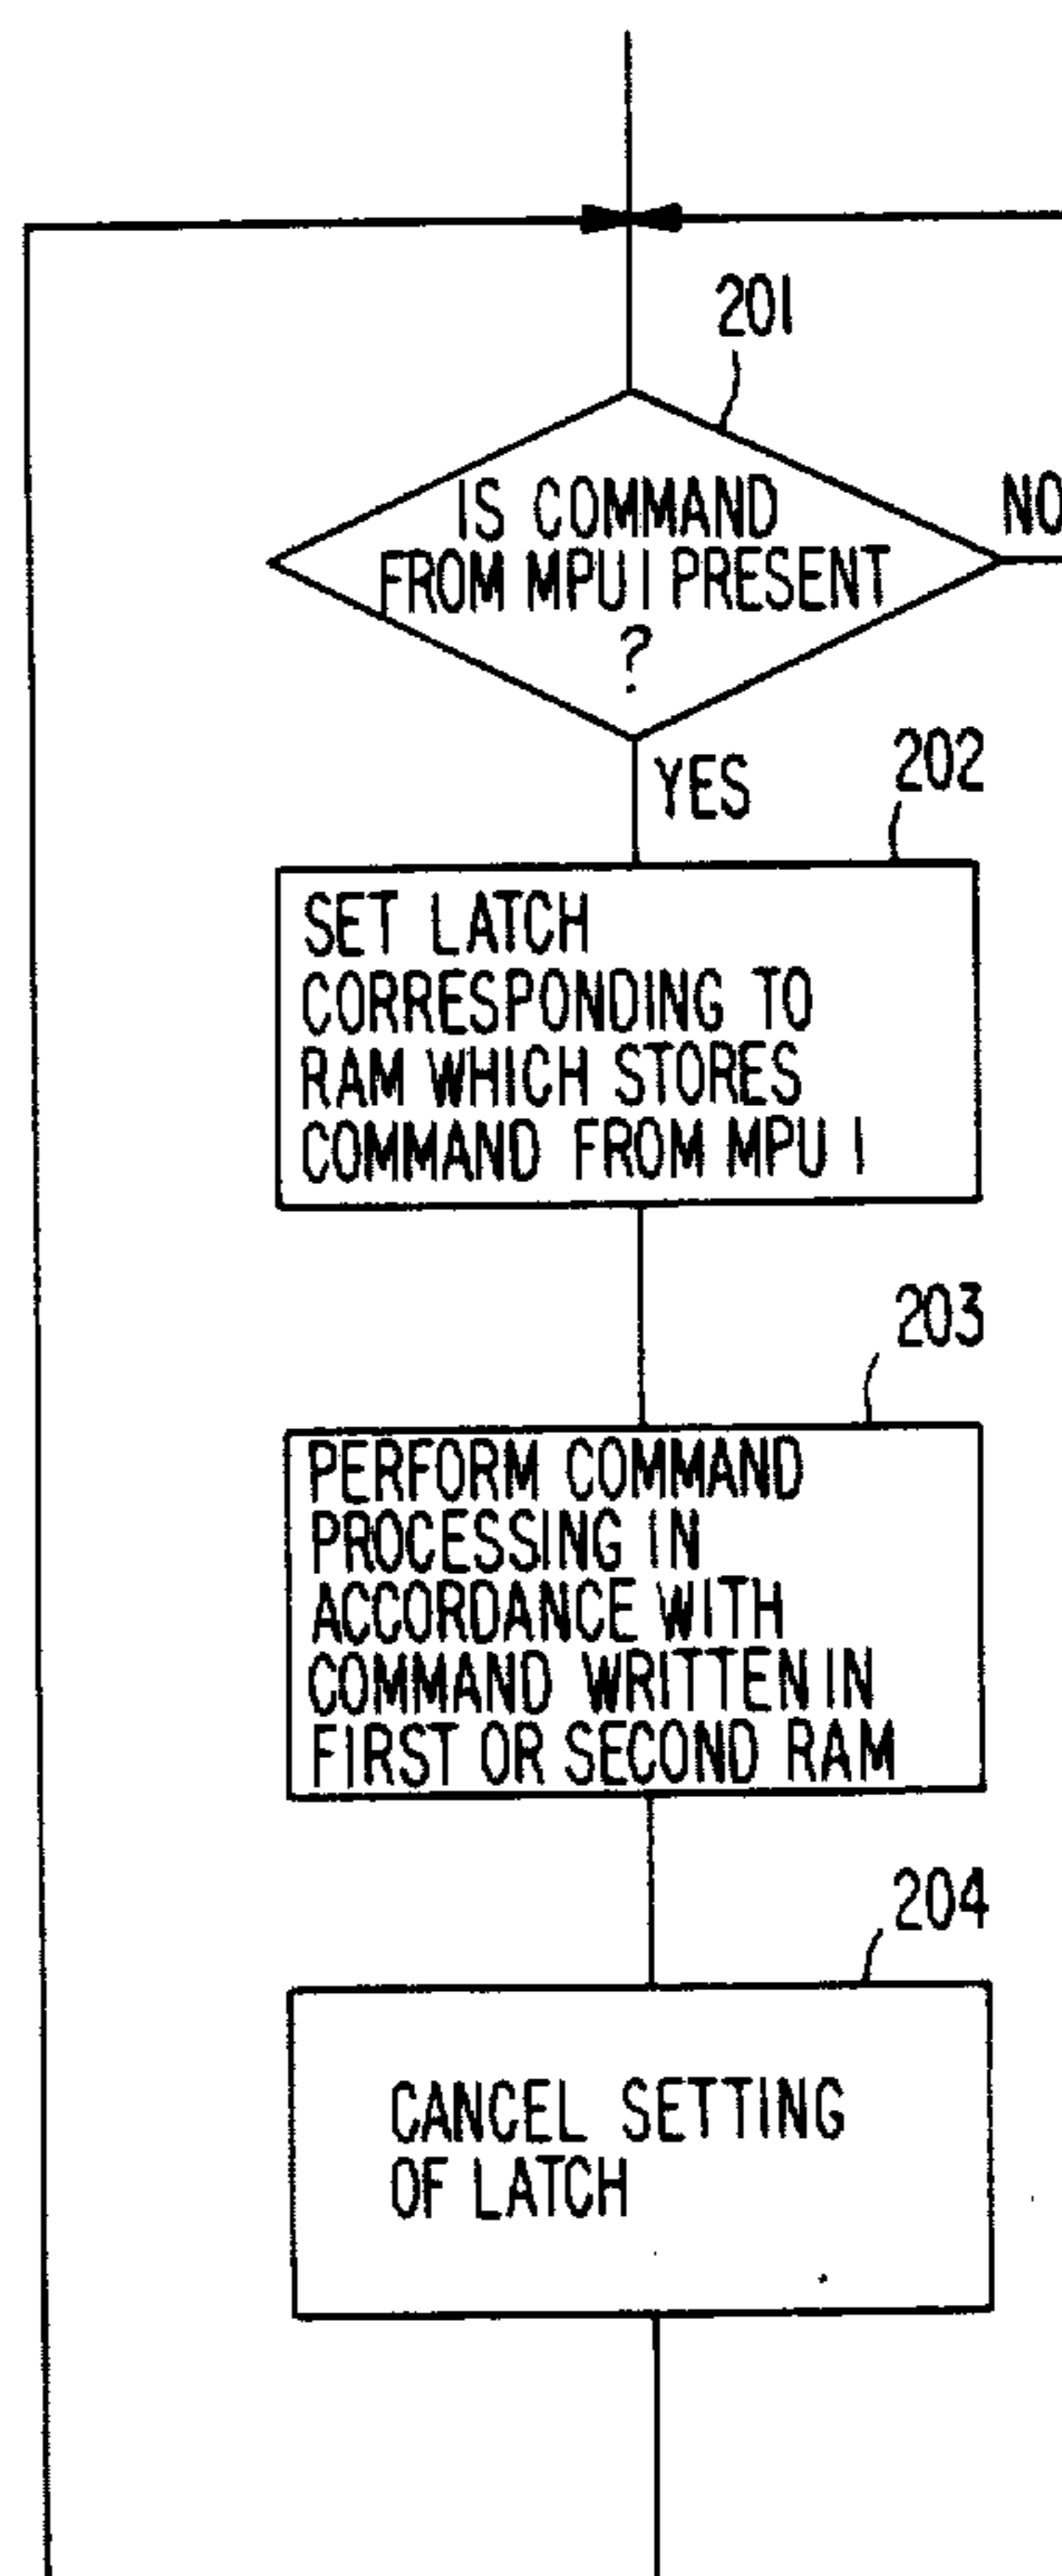 201
IS COMMAND
FROM MPU 1 PRESENT
?
NO
YES
202
SET LATCH
CORRESPONDING TO
RAM WHICH STORES
COMMAND FROM MPU 1
203
PERFORM COMMAND
PROCESSING IN
ACCORDANCE WITH
COMMAND WRITTEN IN
FIRST OR SECOND RAM
204
CANCEL SETTING
OF LATCH